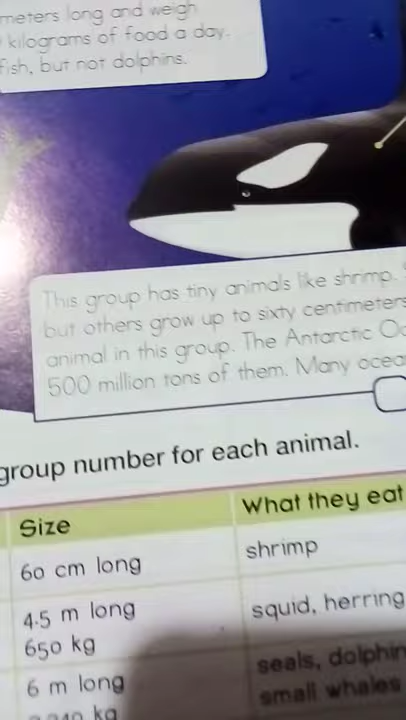 meters long and weigh
kilograms of food a day.
fish, but not dolphins.
This group has tiny animals like shrimp.
but others grow up to sixty centimeters
animal in this group. The Antarctic Oc
500 million tons of them. Many ocea
group number for each animal.
Size What they eat
60 cm long shrimp
4.5 m long squid, herring
650 kg
6 m long seals, dolphin
small whales
kg